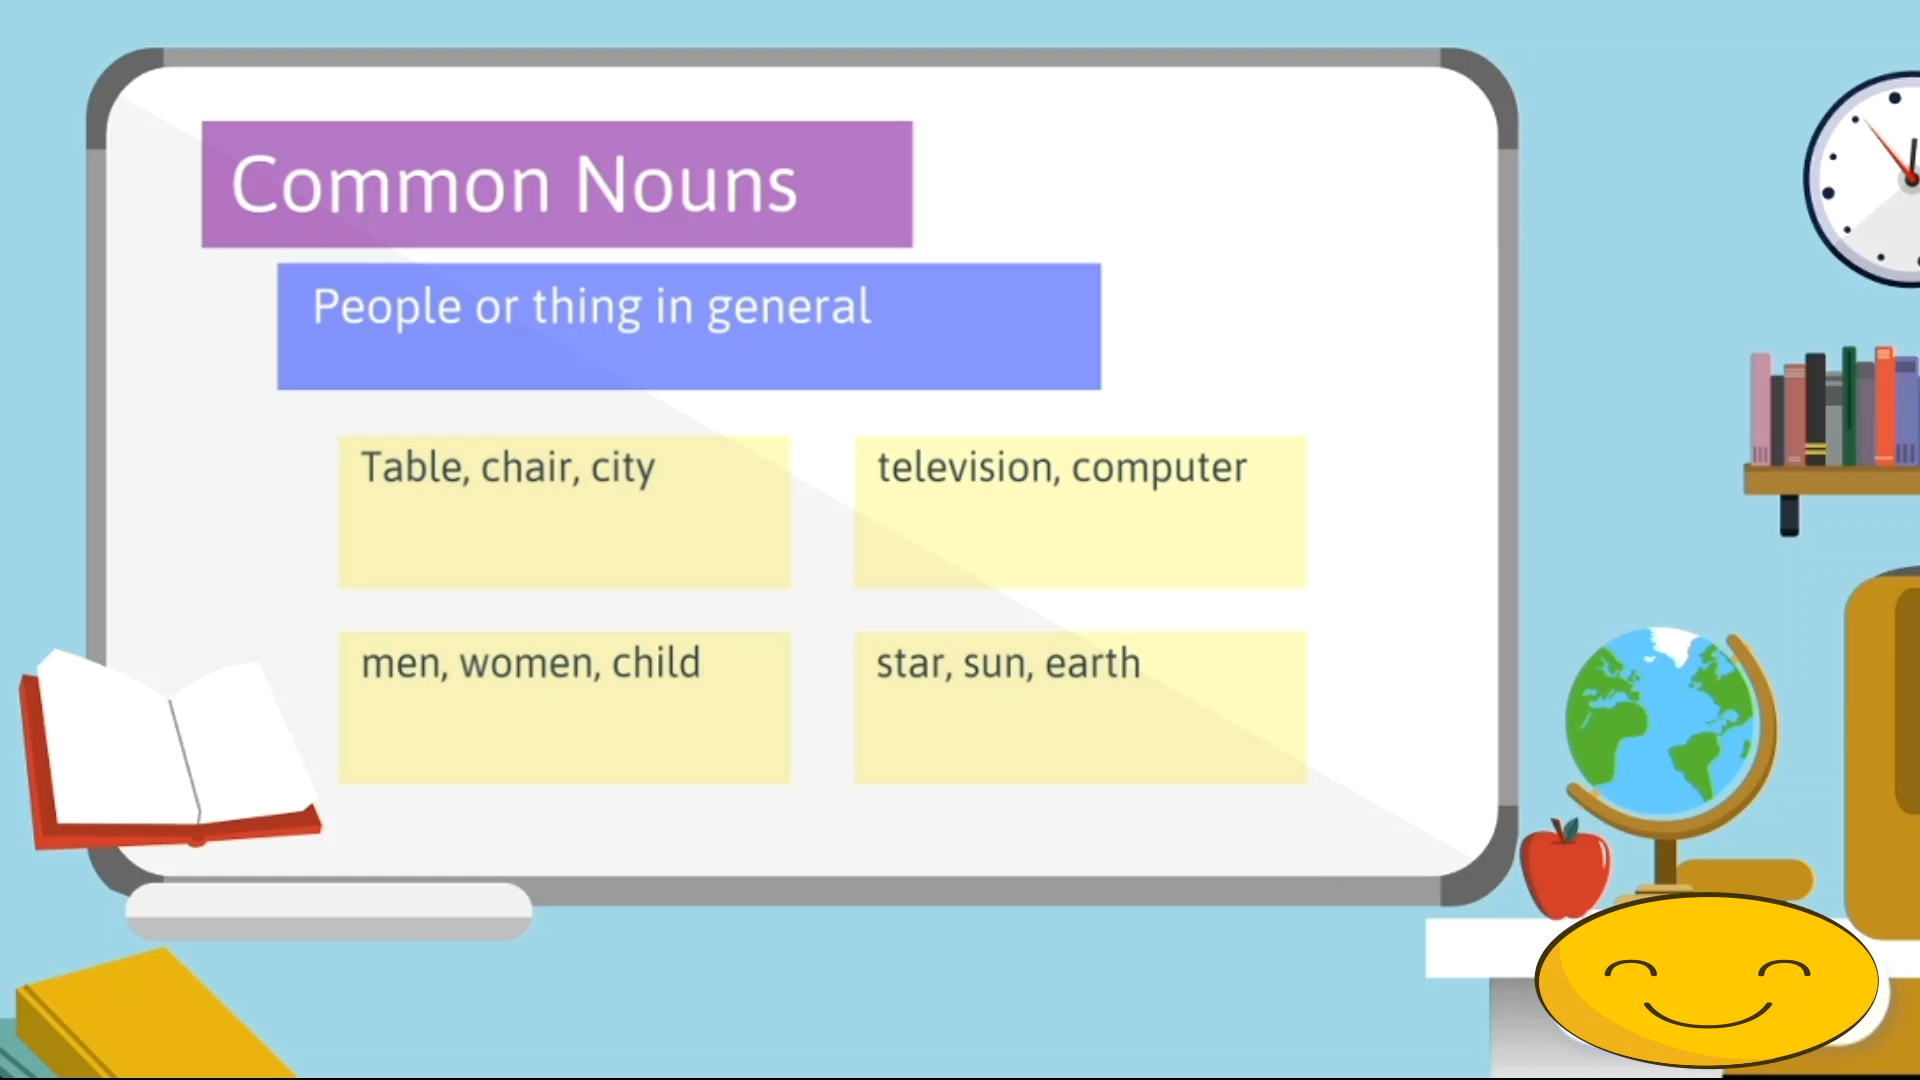 Common Nouns
People or thing in general
Table, chair, city
television, computer
men, women, child
star, sun, earth